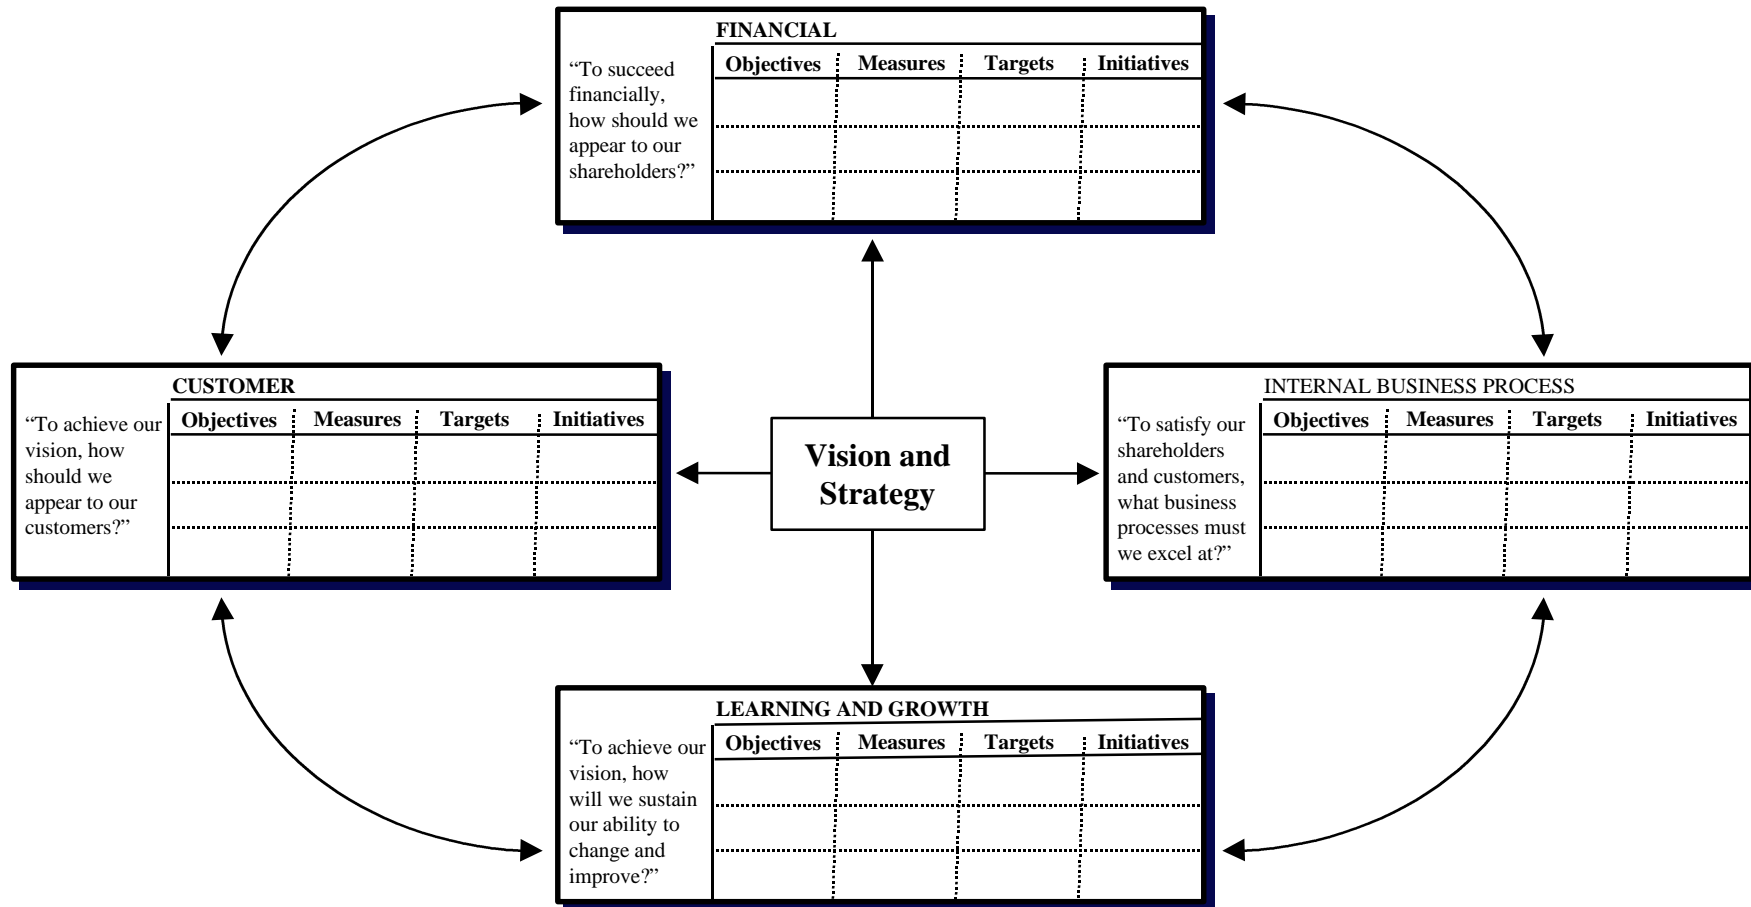 FINANCIAL
“To succeed
financially,
how should we
appear to our
shareholders?”
Objectives Measures Targets Initiatives
CUSTOMER
“To achieve our
vision, how
should we
appear to our
customers?”
Objectives Measures Targets Initiatives
Vision and
Strategy
INTERNAL BUSINESS PROCESS
“To satisfy our
shareholders
and customers,
what business
processes must
we excel at?”
Objectives Measures Targets Initiatives
LEARNING AND GROWTH
“To achieve our
vision, how
will we sustain
our ability to
change and
improve?”
Objectives Measures Targets Initiatives